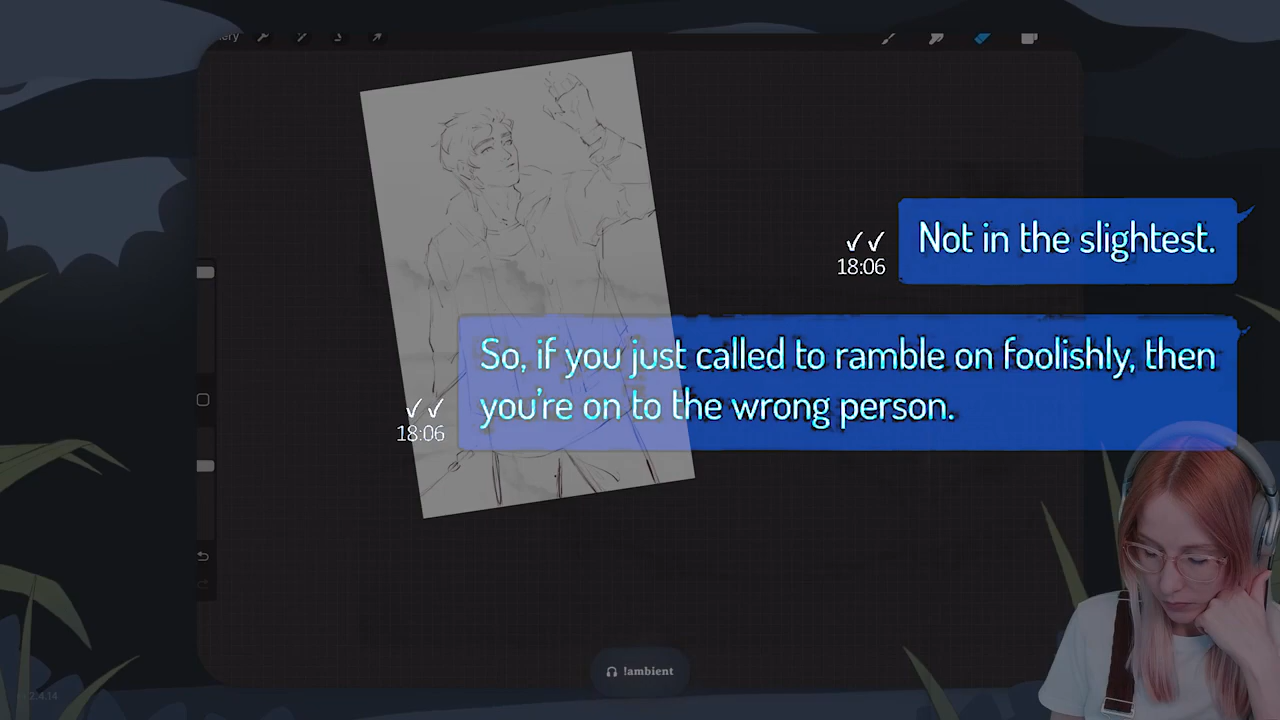 Not in the slightest.
18:06
So, if you just called to ramble on foolishly, then
you're on to the wrong person.
18:06
!ambient